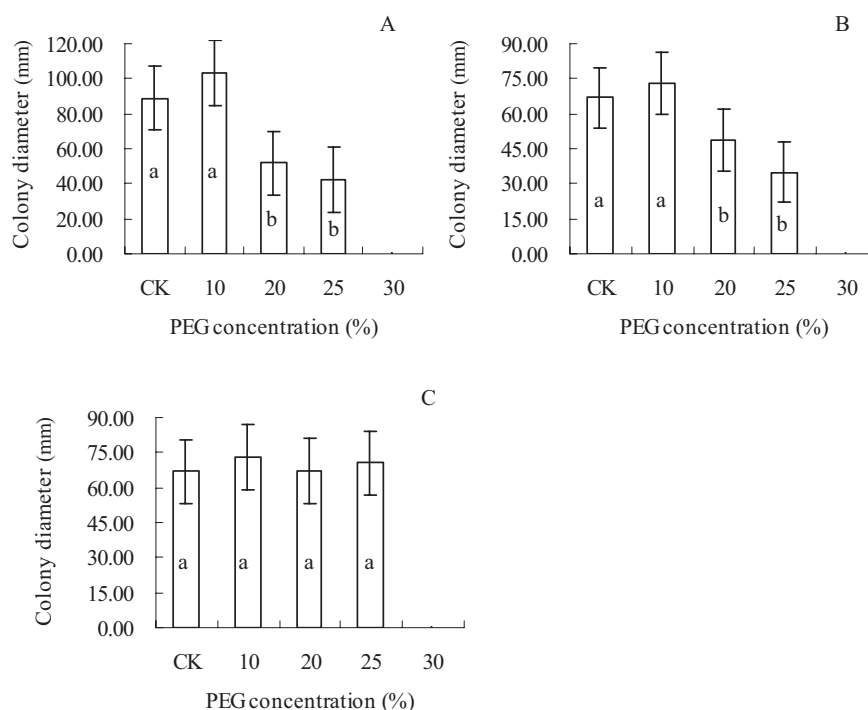 A
Colony diameter (mm)
120.00
100.00
80.00
60.00
40.00
20.00
0.00
a
a
b
b
CK 10 20 25 30
PEG concentration (%)
B
Colony diameter (mm)
90.00
75.00
60.00
45.00
30.00
15.00
0.00
a
a
b
b
CK 10 20 25 30
PEG concentration (%)
C
Colony diameter (mm)
90.00
75.00
60.00
45.00
30.00
15.00
0.00
a
a
a
a
CK 10 20 25 30
PEG concentration (%)